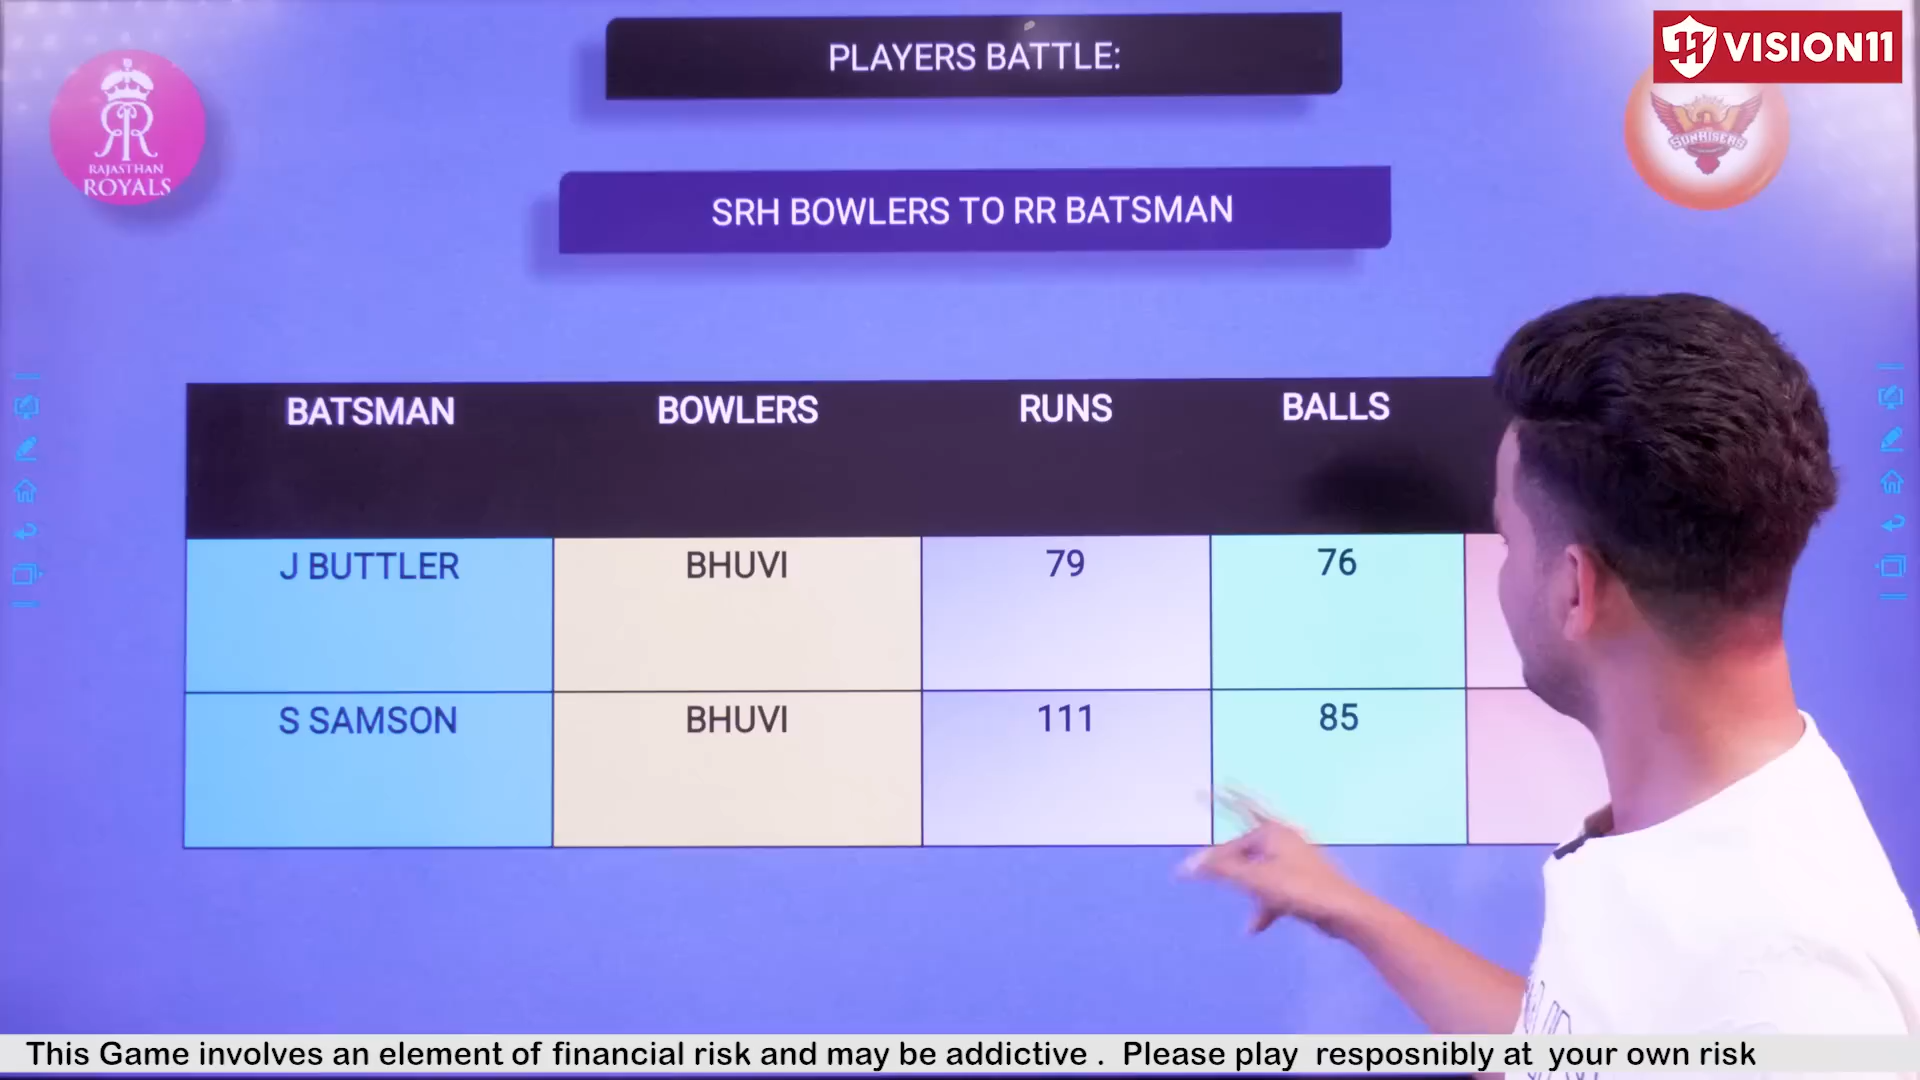 PLAYERS BATTLE:
VISION11
RAJASTHAN
ROYALS
SUNRISERS
SRH BOWLERS TO RR BATSMAN
BATSMAN BOWLERS RUNS BALLS
J BUTTLER BHUVI 79 76
S SAMSON BHUVI 111 85
This Game involves an element of financial risk and may be addictive . Please play resposnibly at your own risk